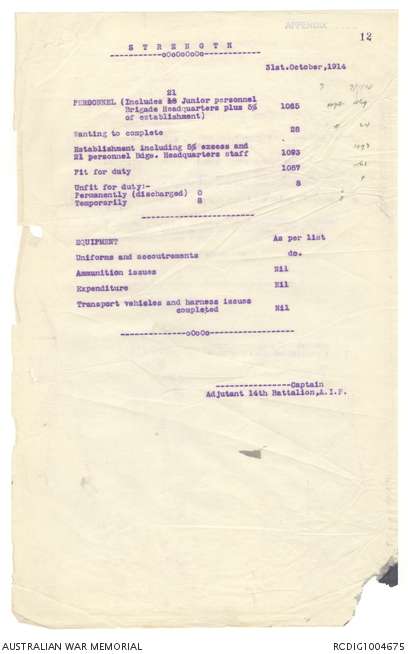 APPENDIX
12
S T R E N G T H
------------oOoOoOo------------
31st.October,1914
21
PERSONNEL (Includes 18 Junior personnel
Brigade Headquarters plus 5% 1065
of establishment)
Wanting to complete 28
Establishment including 5% excess and
21 personnel Bdge. Headquarters staff 1093
Fit for duty 1057
Unfit for duty:- 8
Permanently (discharged) 0
Temporarily 8
--------------------
EQUIPMENT As per list
Uniforms and accoutrements do.
Ammunition issues Nil
Expenditure Nil
Transport vehicles and harness issues
completed Nil
---------------oOoOo-------------------
----------------Captain
Adjutant 14th Battalion,A.I.F.
AUSTRALIAN WAR MEMORIAL
RCDIG1004675